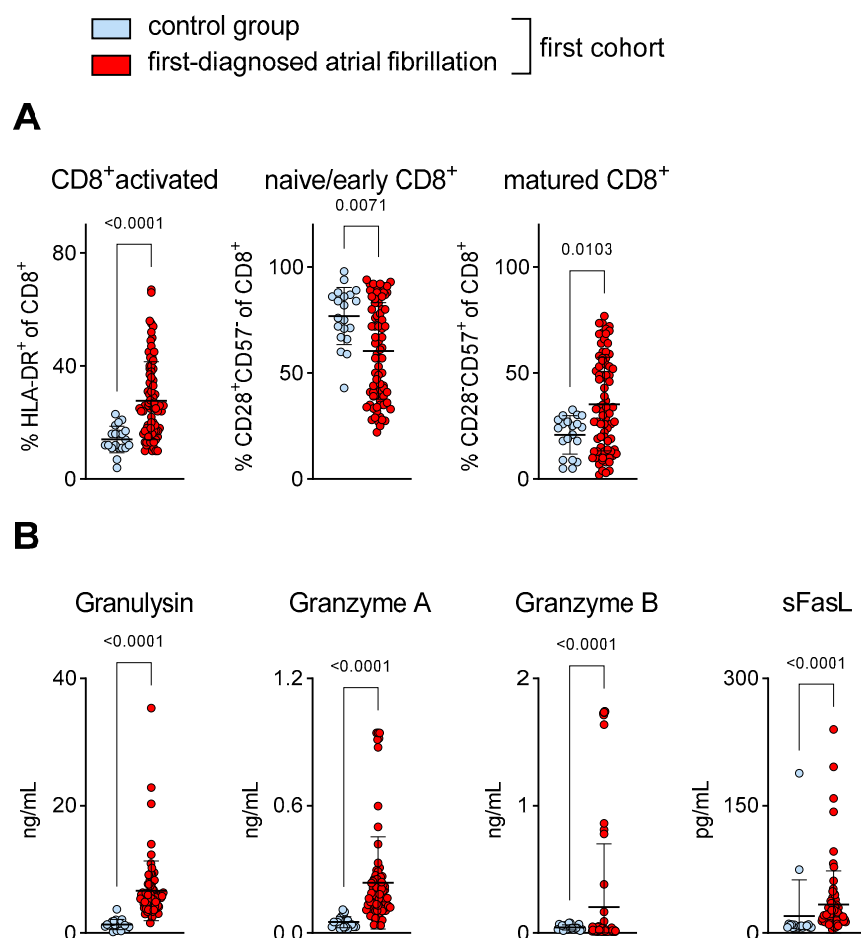 control group
first-diagnosed atrial fibrillation
first cohort
A
CD8⁺activated
naive/early CD8⁺
matured CD8⁺
<0.0001
0.0071
0.0103
% HLA-DR⁺ of CD8⁺
80
40
0
% CD28⁺CD57⁻ of CD8⁺
100
50
0
% CD28⁻CD57⁺ of CD8⁺
100
50
0
B
Granulysin
Granzyme A
Granzyme B
sFasL
<0.0001
<0.0001
<0.0001
<0.0001
ng/mL
40
20
0
ng/mL
1.2
0.6
0.0
ng/mL
2
1
0
pg/mL
300
150
0